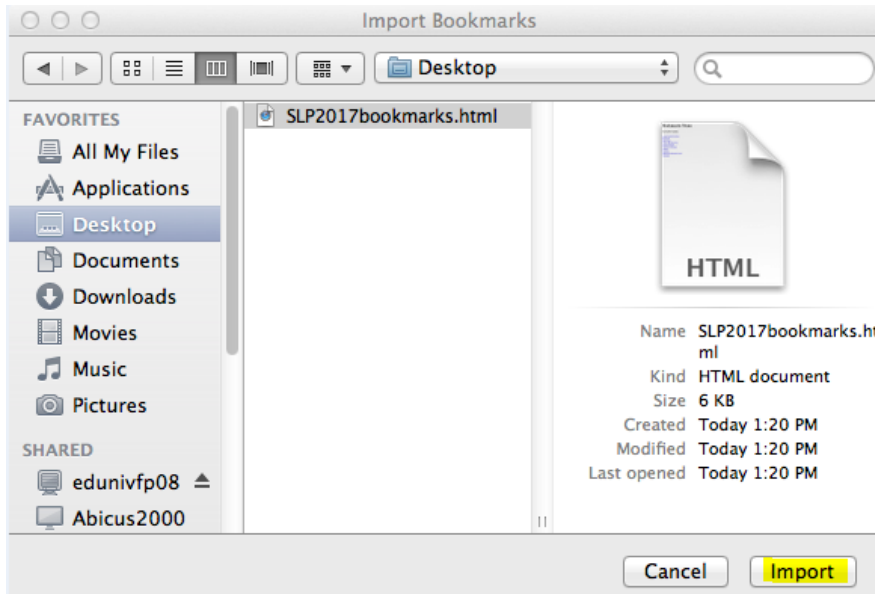 Import Bookmarks
Desktop
FAVORITES
All My Files
Applications
Desktop
Documents
Downloads
Movies
Music
Pictures
SHARED
edunivfp08
Abicus2000
SLP2017bookmarks.html
HTML
Name SLP2017bookmarks.ht
ml
Kind HTML document
Size 6 KB
Created Today 1:20 PM
Modified Today 1:20 PM
Last opened Today 1:20 PM
Cancel
Import